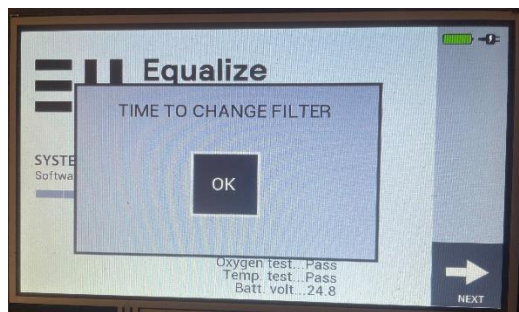 Equalize
TIME TO CHANGE FILTER
SYSTE
Softwa
OK
Oxygen test...Pass
Temp. test...Pass
Batt. volt...24.8
NEXT